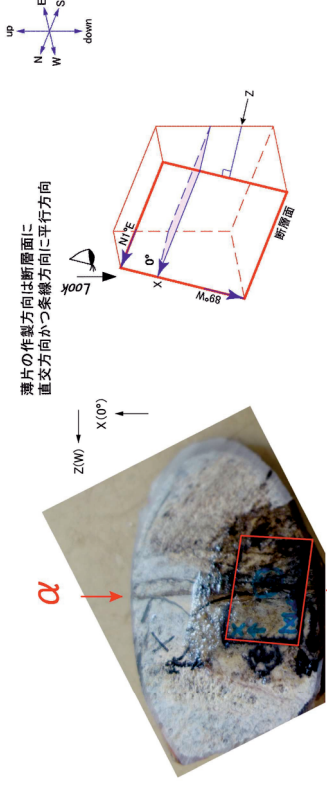 α
Z(W)
X(0°)
薄片の作製方向は断層面に
直交方向かつ条線方向に平行方向
Look
N1°E
0°
X
89°W
Z
断層面
up
E
S
N
W
down